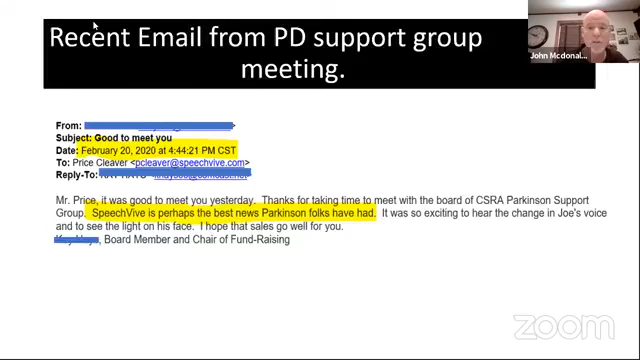 Recent Email from PD support group
meeting.
John Mcdonal...
From:
Subject: Good to meet you
Date: February 20, 2020 at 4:44:21 PM CST
To: Price Cleaver <pcleaver@speechvive.com>
Reply-To:
Mr. Price, it was good to meet you yesterday. Thanks for taking time to meet with the board of CSRA Parkinson Support
Group. SpeechVive is perhaps the best news Parkinson folks have had. It was so exciting to hear the change in Joe's voice
and to see the light on his face. I hope that sales go well for you.
, Board Member and Chair of Fund-Raising
zoom